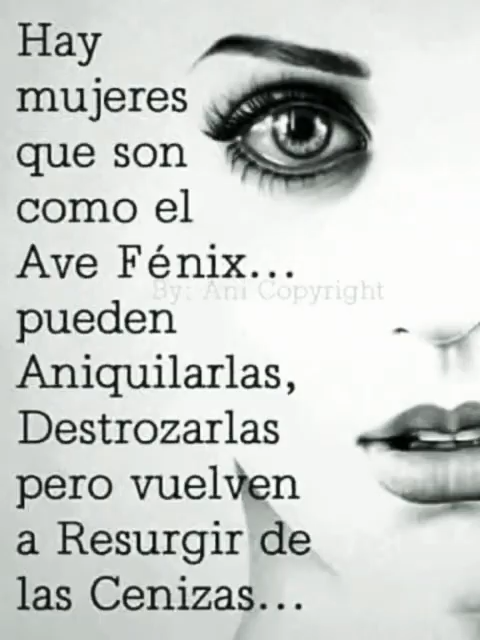 Hay
mujeres
que son
como el
Ave Fénix...
By: Ani Copyright
pueden
Aniquilarlas,
Destrozarlas
pero vuelven
a Resurgir de
las Cenizas...